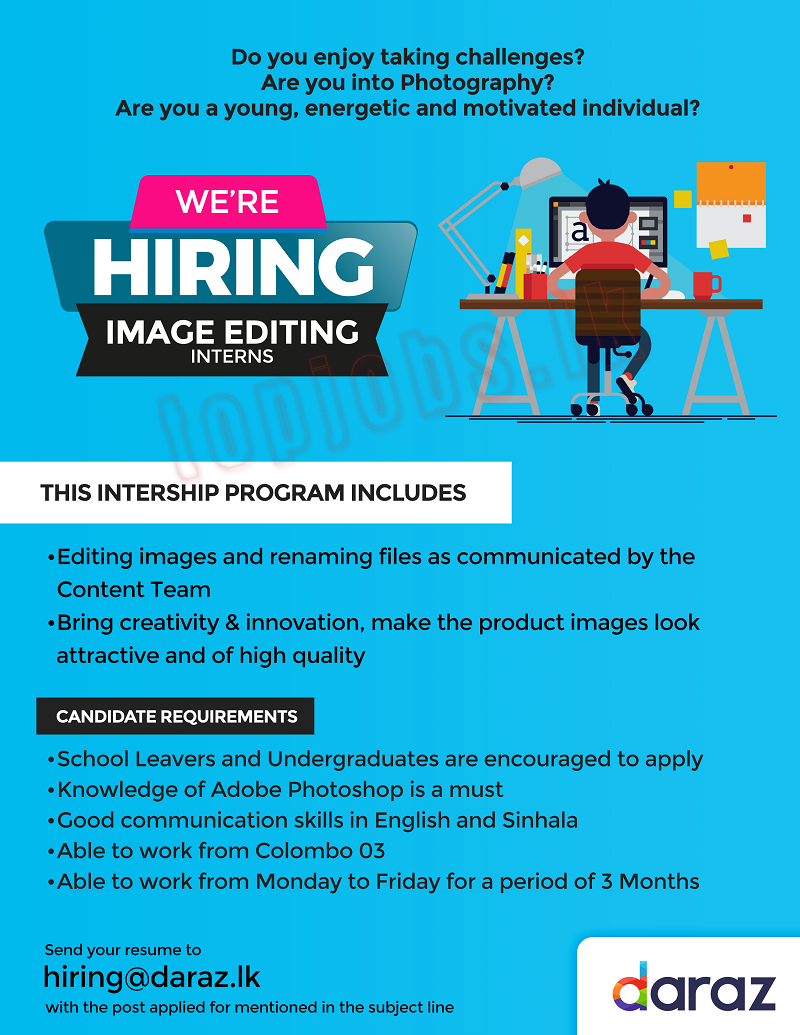 Do you enjoy taking challenges?
Are you into Photography?
Are you a young, energetic and motivated individual?
WE'RE
HIRING
IMAGE EDITING
INTERNS
a
topjobs.lk
THIS INTERSHIP PROGRAM INCLUDES
•Editing images and renaming files as communicated by the
Content Team
•Bring creativity & innovation, make the product images look
attractive and of high quality
CANDIDATE REQUIREMENTS
•School Leavers and Undergraduates are encouraged to apply
•Knowledge of Adobe Photoshop is a must
•Good communication skills in English and Sinhala
•Able to work from Colombo 03
•Able to work from Monday to Friday for a period of 3 Months
Send your resume to
hiring@daraz.lk
with the post applied for mentioned in the subject line
daraz